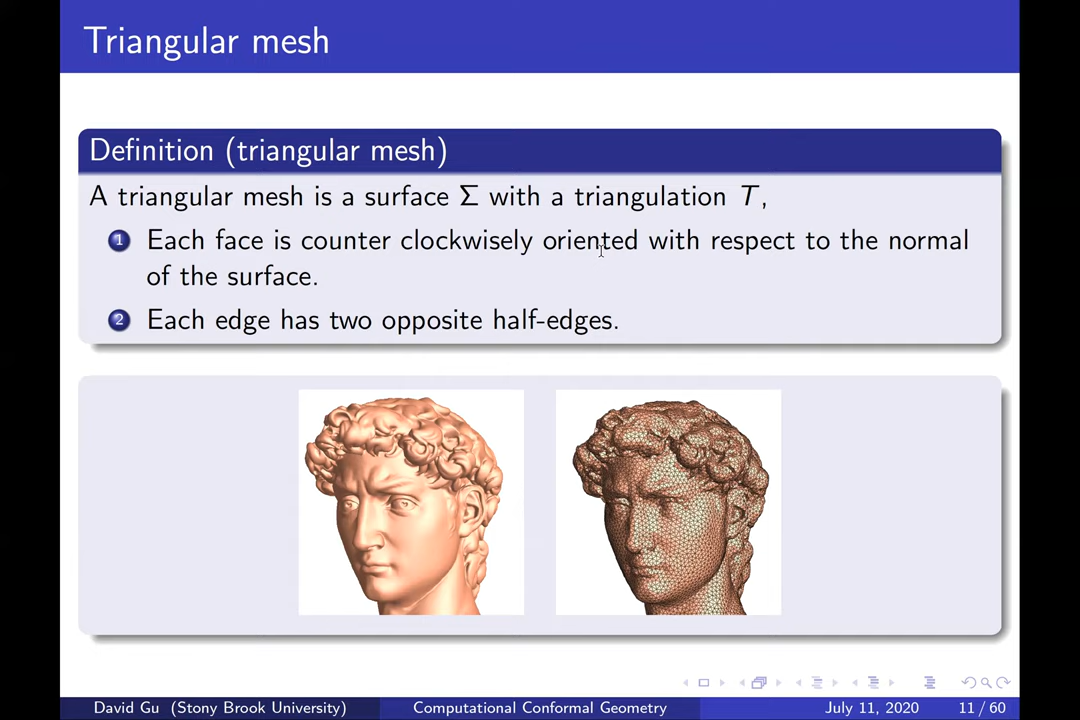 Triangular mesh
Definition (triangular mesh)
A triangular mesh is a surface Σ with a triangulation T,
1 Each face is counter clockwisely oriented with respect to the normal
of the surface.
2 Each edge has two opposite half-edges.
David Gu (Stony Brook University) Computational Conformal Geometry July 11, 2020 11 / 60